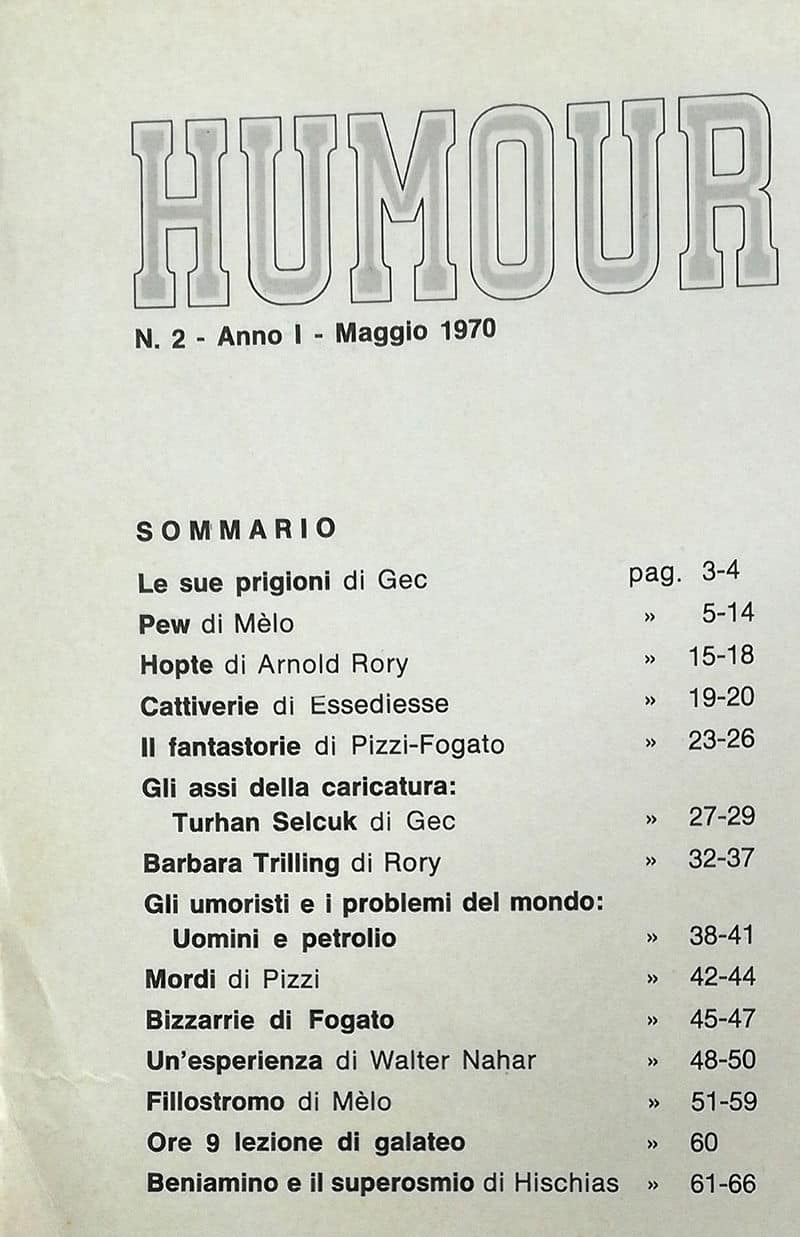 HUMOUR
N. 2 - Anno I - Maggio 1970
SOMMARIO
Le sue prigioni di Gec pag. 3-4
Pew di Mèlo » 5-14
Hopte di Arnold Rory » 15-18
Cattiverie di Essediesse » 19-20
Il fantastorie di Pizzi-Fogato » 23-26
Gli assi della caricatura:
Turhan Selcuk di Gec » 27-29
Barbara Trilling di Rory » 32-37
Gli umoristi e i problemi del mondo:
Uomini e petrolio » 38-41
Mordi di Pizzi » 42-44
Bizzarrie di Fogato » 45-47
Un'esperienza di Walter Nahar » 48-50
Fillostromo di Mèlo » 51-59
Ore 9 lezione di galateo » 60
Beniamino e il superosmio di Hischias » 61-66